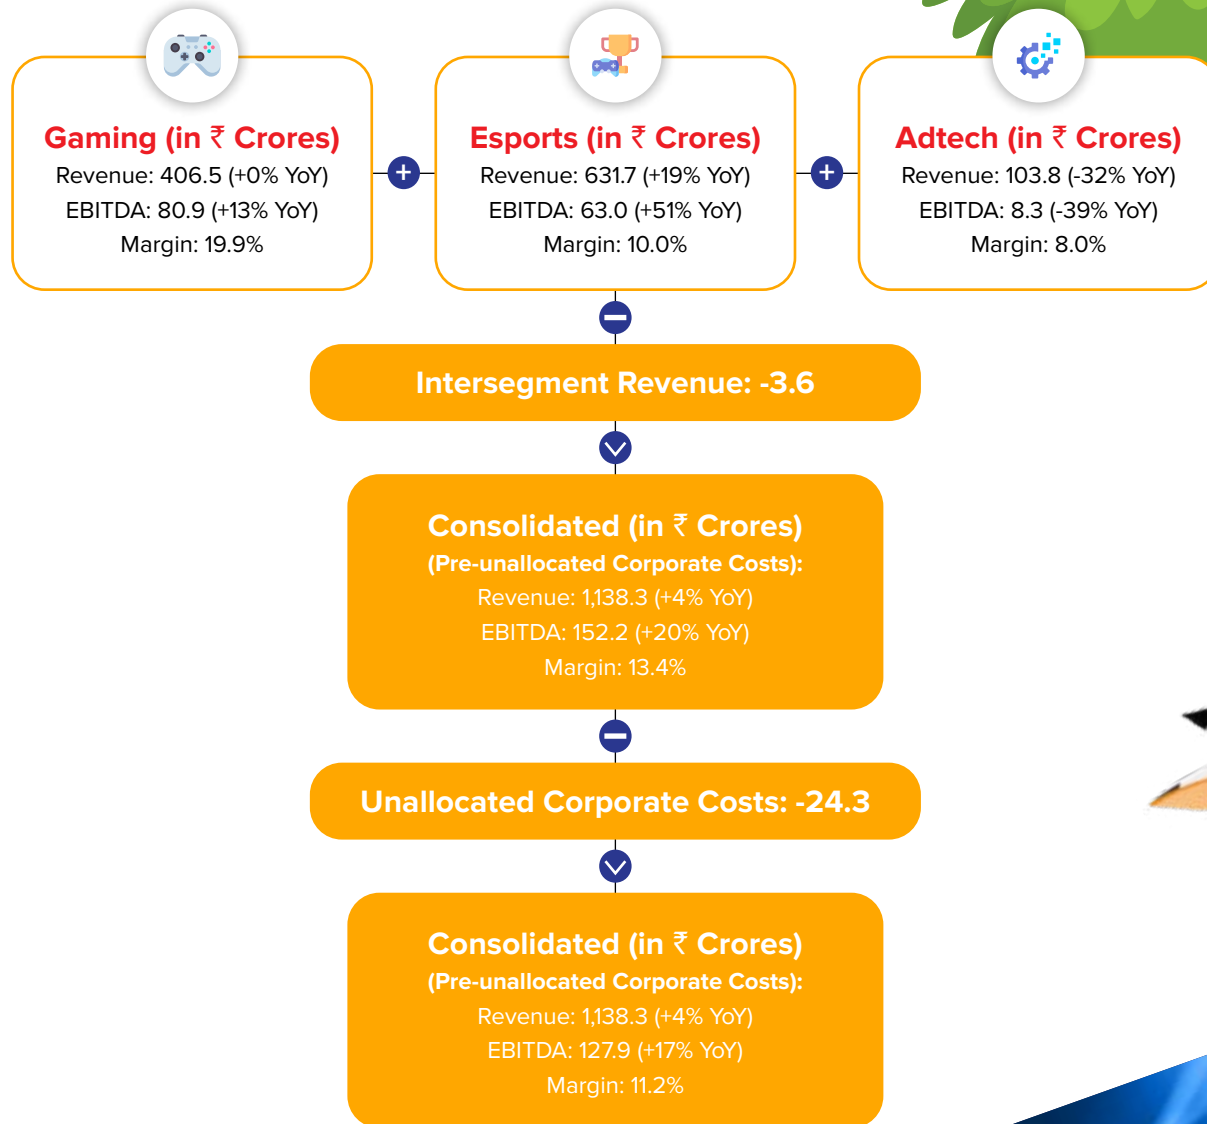 Gaming (in ₹ Crores)
Revenue: 406.5 (+0% YoY)
EBITDA: 80.9 (+13% YoY)
Margin: 19.9%
Esports (in ₹ Crores)
Revenue: 631.7 (+19% YoY)
EBITDA: 63.0 (+51% YoY)
Margin: 10.0%
Adtech (in ₹ Crores)
Revenue: 103.8 (-32% YoY)
EBITDA: 8.3 (-39% YoY)
Margin: 8.0%
Intersegment Revenue: -3.6
Consolidated (in ₹ Crores)
(Pre-unallocated Corporate Costs):
Revenue: 1,138.3 (+4% YoY)
EBITDA: 152.2 (+20% YoY)
Margin: 13.4%
Unallocated Corporate Costs: -24.3
Consolidated (in ₹ Crores)
(Pre-unallocated Corporate Costs):
Revenue: 1,138.3 (+4% YoY)
EBITDA: 127.9 (+17% YoY)
Margin: 11.2%